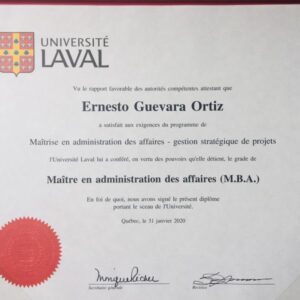 UNIVERSITÉ
LAVAL
Vu le rapport favorable des autorités compétentes attestant que
Ernesto Guevara Ortiz
a satisfait aux exigences du programme de
Maîtrise en administration des affaires - gestion stratégique de projets
l'Université Laval lui a conféré, en vertu des pouvoirs qu'elle détient, le grade de
Maître en administration des affaires (M.B.A.)
En foi de quoi, nous avons signé le présent diplôme
portant le sceau de l'Université.
Québec, le 31 janvier 2020
Secrétaire générale